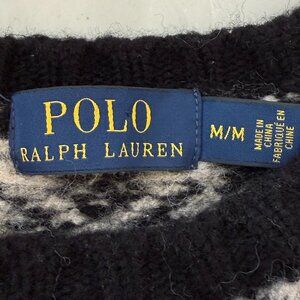 POLO
RALPH LAUREN
M/M
MADE IN
CHINA
FABRIQUÉ EN
CHINE